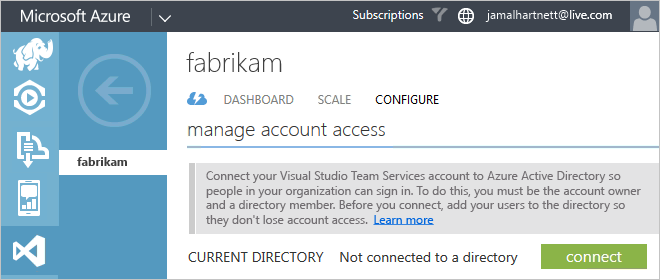 Microsoft Azure
Subscriptions
jamalhartnett@live.com
fabrikam
DASHBOARD SCALE CONFIGURE
manage account access
fabrikam
Connect your Visual Studio Team Services account to Azure Active Directory so
people in your organization can sign in. To do this, you must be the account owner
and a directory member. Before you connect, add your users to the directory so
they don't lose account access. Learn more
CURRENT DIRECTORY Not connected to a directory connect